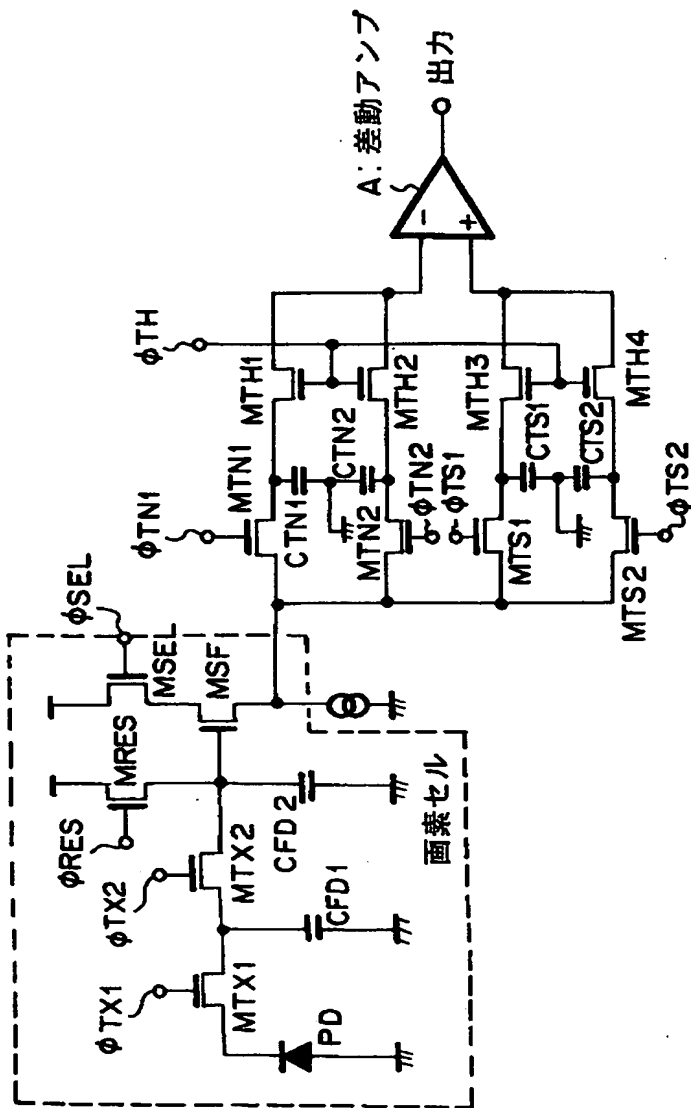 φTX1
φTX2
φRES
MRES
φSEL
MSEL
MSF
MTX1
MTX2
PD
CFD1
CFD2
画素セル
φTN1
MTN1
CTN1
CTN2
MTN2
φTN2
φTS1
MTS1
CTS1
CTS2
MTS2
φTS2
φTH
MTH1
MTH2
MTH3
MTH4
A:差動アンプ
-
+
出力